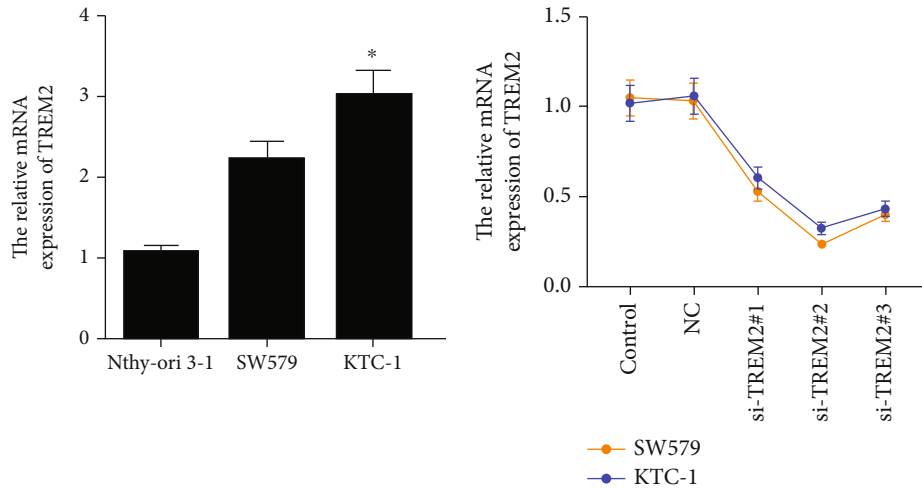 The relative mRNA
expression of TREM2
4
3
2
1
0
*
Nthy-ori 3-1
SW579
KTC-1
The relative mRNA
expression of TREM2
1.5
1.0
0.5
0.0
Control
NC
si-TREM2#1
si-TREM2#2
si-TREM2#3
SW579
KTC-1